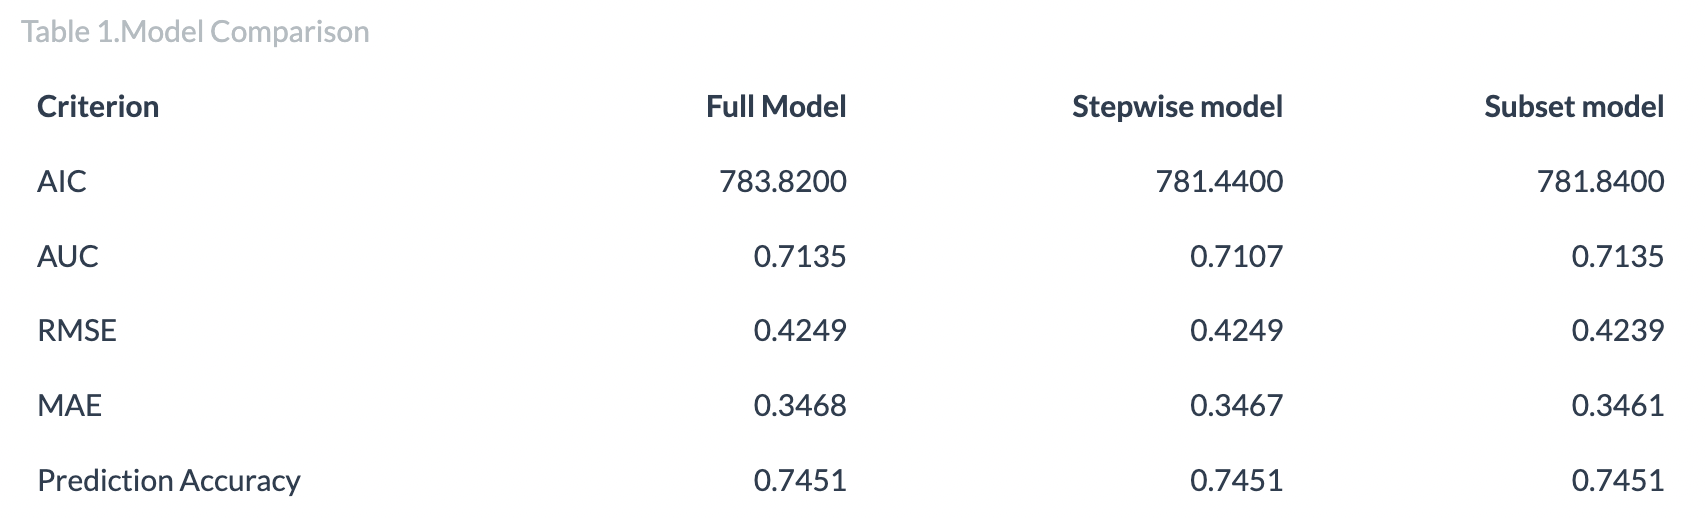 Table 1.Model Comparison
Criterion Full Model Stepwise model Subset model
AIC 783.8200 781.4400 781.8400
AUC 0.7135 0.7107 0.7135
RMSE 0.4249 0.4249 0.4239
MAE 0.3468 0.3467 0.3461
Prediction Accuracy 0.7451 0.7451 0.7451